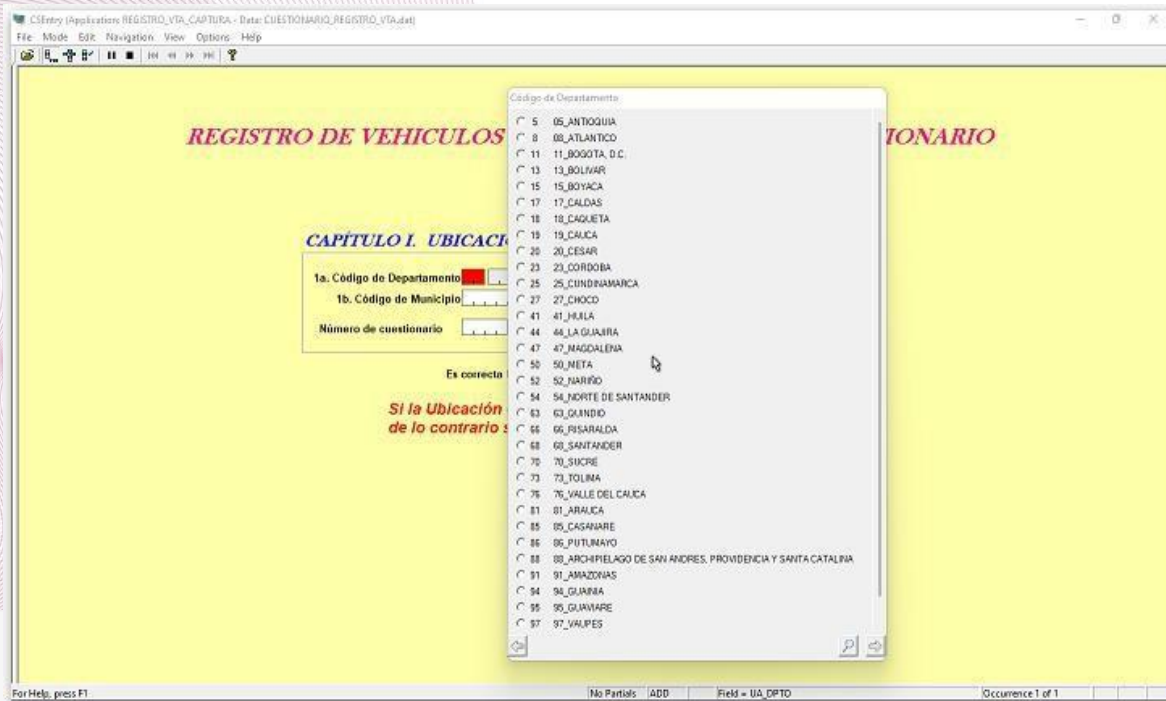 CSEntry (Application: REGISTRO_VTA_CAPTURA - Data: CUESTIONARIO_REGISTRO_VTA.dat)
File Mode Edit Navigation View Options Help
REGISTRO DE VEHICULOS
IONARIO
CAPÍTULO I. UBICACI
1a. Código de Departamento
1b. Código de Municipio
Número de cuestionario
Es correcta
Si la Ubicación
de lo contrario s
Código de Departamento
5 05_ANTIOQUIA
8 08_ATLANTICO
11 11_BOGOTA, D.C.
13 13_BOLIVAR
15 15_BOYACA
17 17_CALDAS
18 18_CAQUETA
19 19_CAUCA
20 20_CESAR
23 23_CORDOBA
25 25_CUNDINAMARCA
27 27_CHOCO
41 41_HUILA
44 44_LA GUAJIRA
47 47_MAGDALENA
50 50_META
52 52_NARIÑO
54 54_NORTE DE SANTANDER
63 63_QUINDIO
66 66_RISARALDA
68 68_SANTANDER
70 70_SUCRE
73 73_TOLIMA
76 76_VALLE DEL CAUCA
81 81_ARAUCA
85 85_CASANARE
86 86_PUTUMAYO
88 88_ARCHIPIELAGO DE SAN ANDRES, PROVIDENCIA Y SANTA CATALINA
91 91_AMAZONAS
94 94_GUAINIA
95 95_GUAVIARE
97 97_VAUPES
For Help, press F1
No Partials ADD Field = UA_DPTO Occurrence 1 of 1